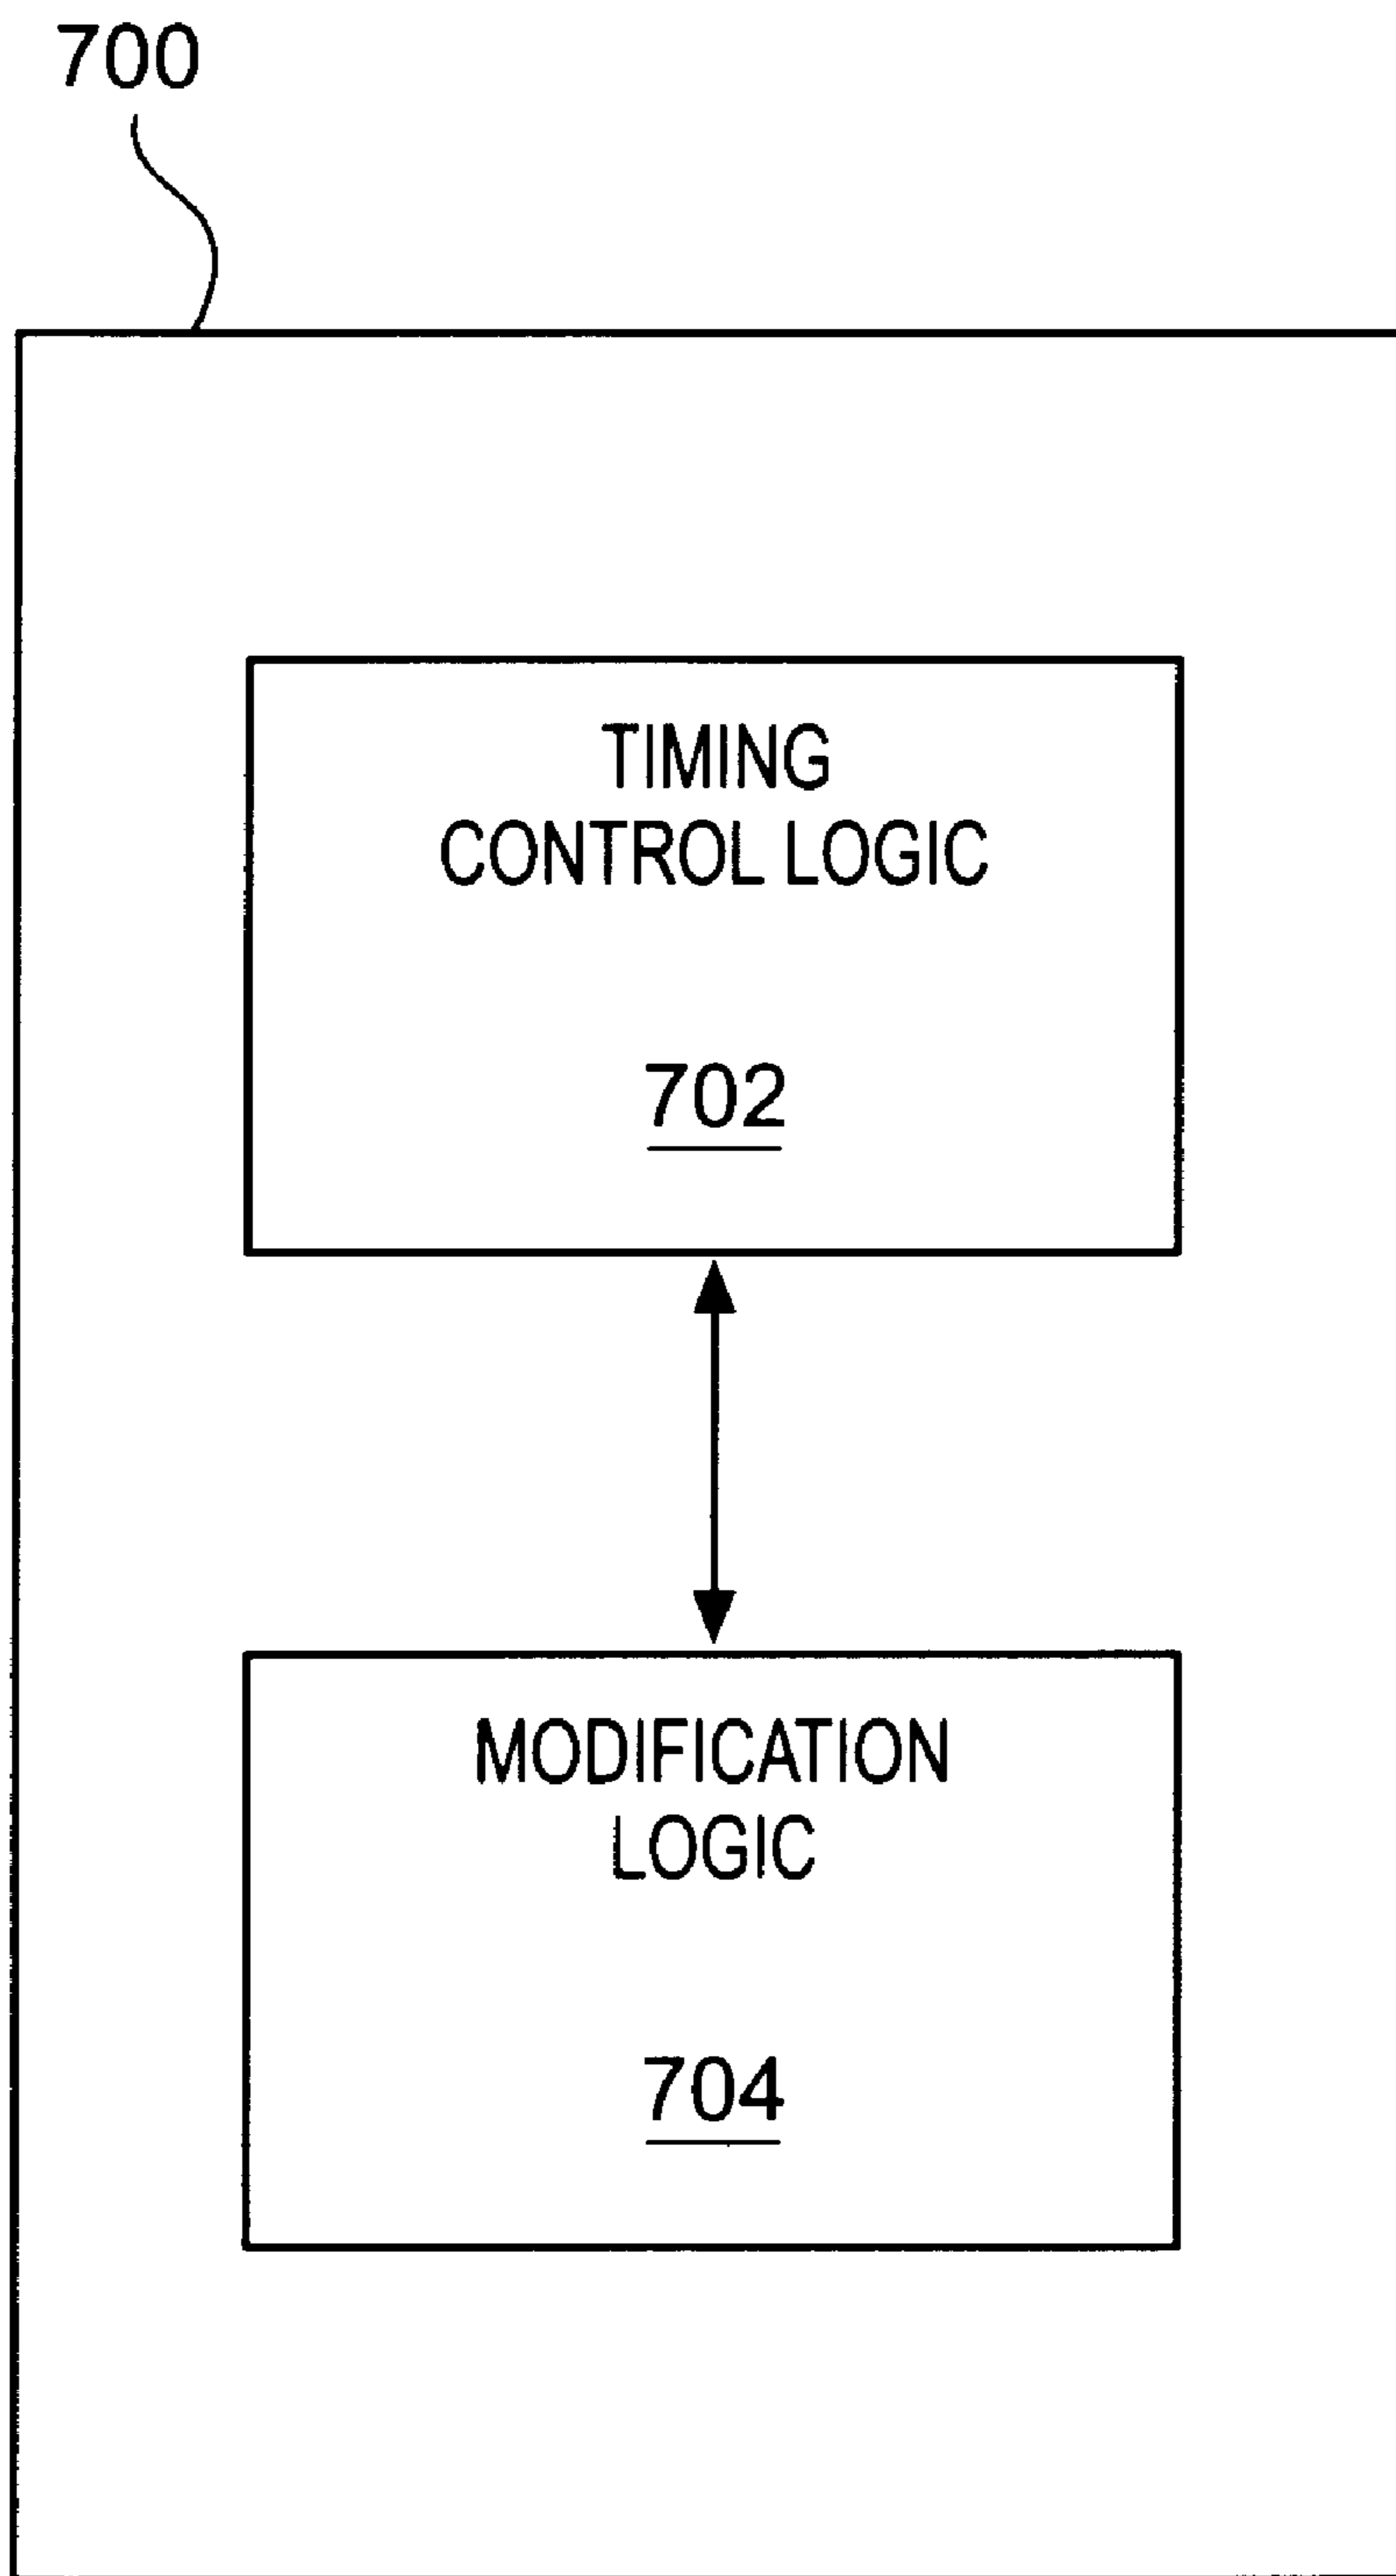 700
TIMING
CONTROL LOGIC
702
MODIFICATION
LOGIC
704